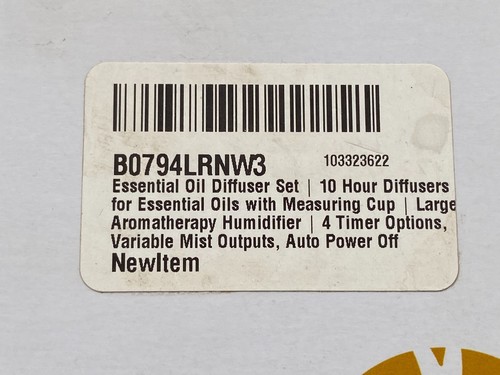 B0794LRNW3 103323622
Essential Oil Diffuser Set | 10 Hour Diffusers
for Essential Oils with Measuring Cup | Large
Aromatherapy Humidifier | 4 Timer Options,
Variable Mist Outputs, Auto Power Off
NewItem